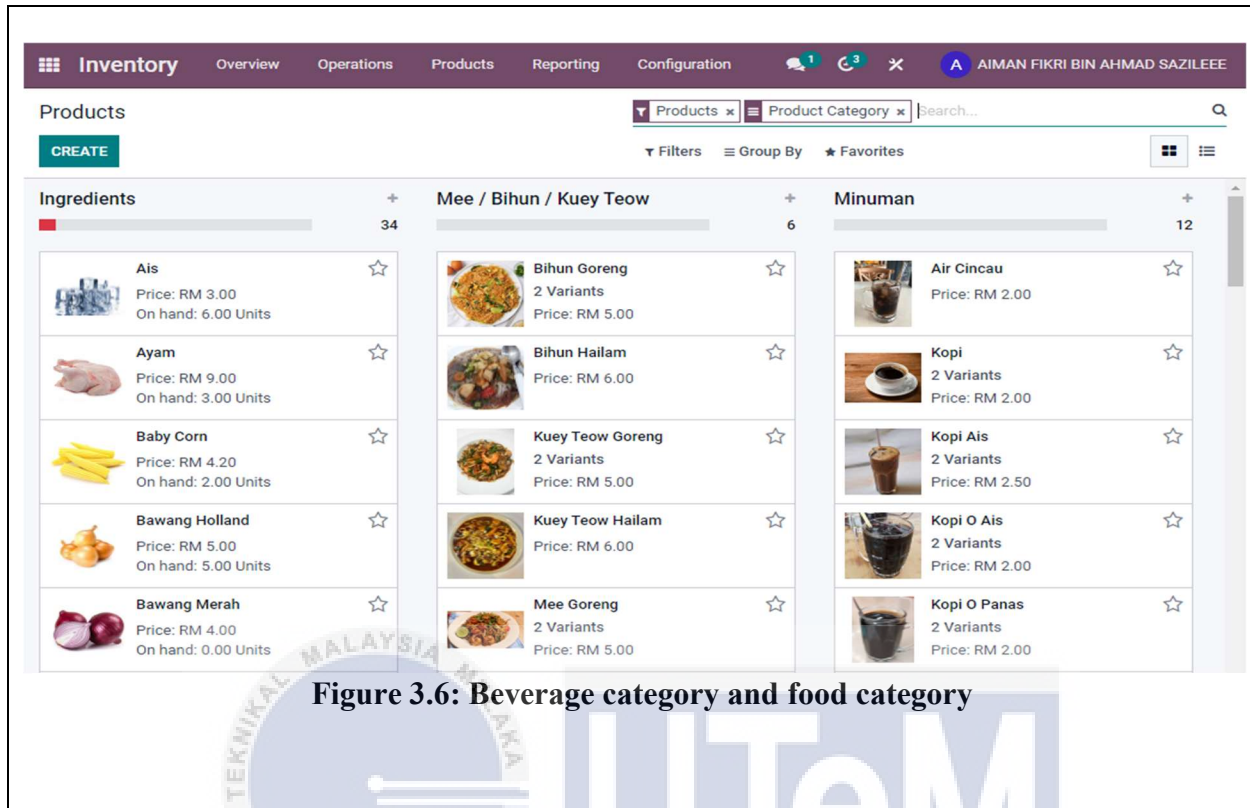 Inventory Overview Operations Products Reporting Configuration 1 3 A AIMAN FIKRI BIN AHMAD SAZILEEE
Products
Products × Product Category × Search...
CREATE
Filters Group By Favorites
Ingredients +
34
Ais
Price: RM 3.00
On hand: 6.00 Units
Ayam
Price: RM 9.00
On hand: 3.00 Units
Baby Corn
Price: RM 4.20
On hand: 2.00 Units
Bawang Holland
Price: RM 5.00
On hand: 5.00 Units
Bawang Merah
Price: RM 4.00
On hand: 0.00 Units
Mee / Bihun / Kuey Teow +
6
Bihun Goreng
2 Variants
Price: RM 5.00
Bihun Hailam
Price: RM 6.00
Kuey Teow Goreng
2 Variants
Price: RM 5.00
Kuey Teow Hailam
Price: RM 6.00
Mee Goreng
2 Variants
Price: RM 5.00
Minuman +
12
Air Cincau
Price: RM 2.00
Kopi
2 Variants
Price: RM 2.00
Kopi Ais
2 Variants
Price: RM 2.50
Kopi O Ais
2 Variants
Price: RM 2.00
Kopi O Panas
2 Variants
Price: RM 2.00
Figure 3.6: Beverage category and food category
TEKNIKAL MALAYSIA MELAKA
UTeM